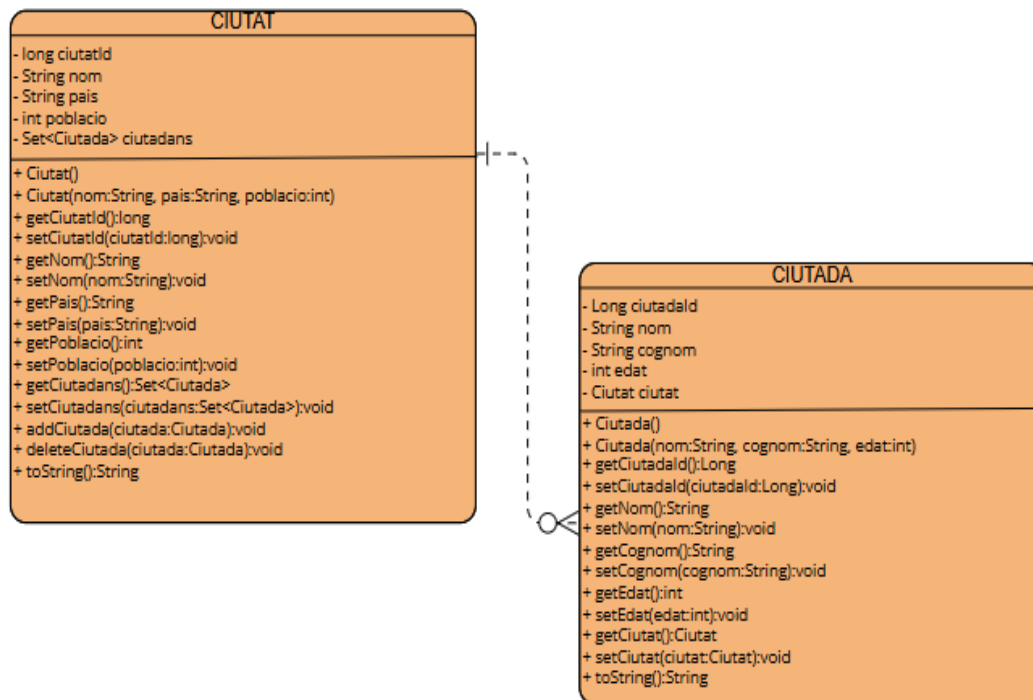 CIUTAT
- long ciutatId
- String nom
- String pais
- int poblacio
- Set<Ciutada> ciutadans
+ Ciutat()
+ Ciutat(nom:String, pais:String, poblacio:int)
+ getCiutatId():long
+ setCiutatId(ciutatId:long):void
+ getNom():String
+ setNom(nom:String):void
+ getPais():String
+ setPais(pais:String):void
+ getPoblacio():int
+ setPoblacio(poblacio:int):void
+ getCiutadans():Set<Ciutada>
+ setCiutadans(ciutadans:Set<Ciutada>):void
+ addCiutada(ciutada:Ciutada):void
+ deleteCiutada(ciutada:Ciutada):void
+ toString():String
CIUTADA
- Long ciutadaId
- String nom
- String cognom
- int edat
- Ciutat ciutat
+ Ciutada()
+ Ciutada(nom:String, cognom:String, edat:int)
+ getCiutadaId():Long
+ setCiutadaId(ciutadaId:Long):void
+ getNom():String
+ setNom(nom:String):void
+ getCognom():String
+ setCognom(cognom:String):void
+ getEdat():int
+ setEdat(edat:int):void
+ getCiutat():Ciutat
+ setCiutat(ciutat:Ciutat):void
+ toString():String